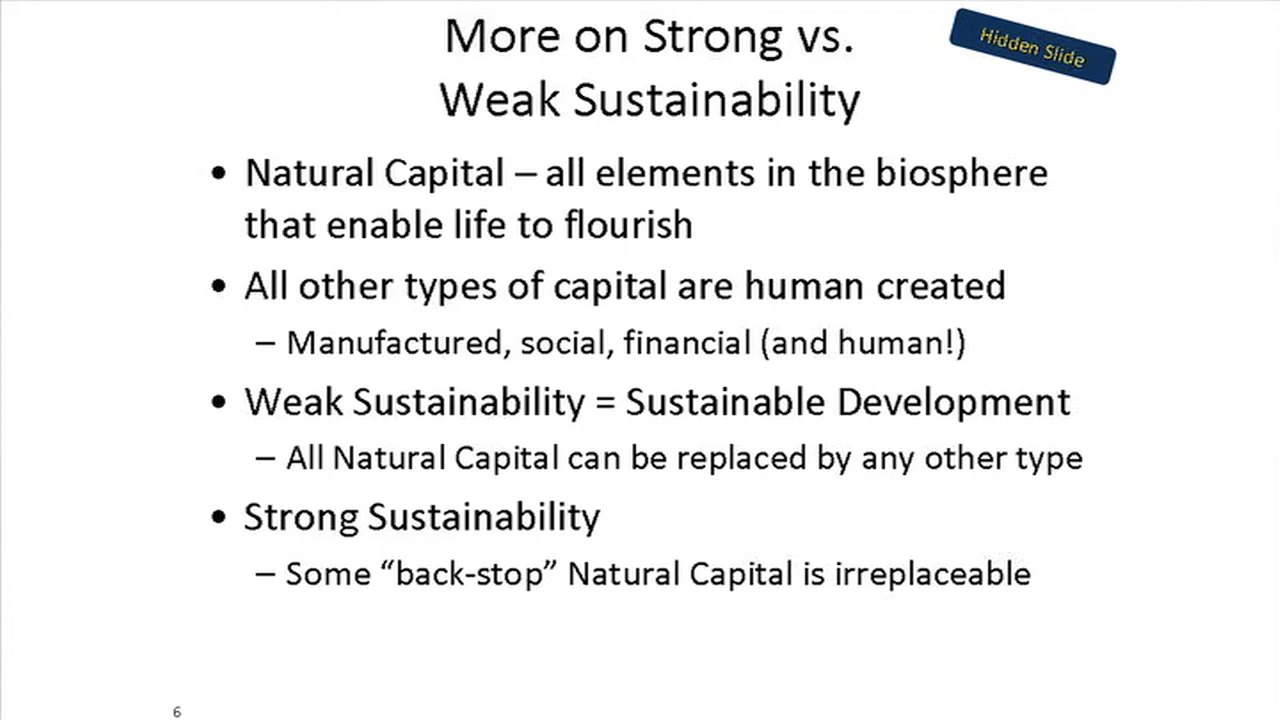 More on Strong vs.
Weak Sustainability
Hidden Slide
• Natural Capital – all elements in the biosphere
that enable life to flourish
• All other types of capital are human created
– Manufactured, social, financial (and human!)
• Weak Sustainability = Sustainable Development
– All Natural Capital can be replaced by any other type
• Strong Sustainability
– Some “back-stop” Natural Capital is irreplaceable
6